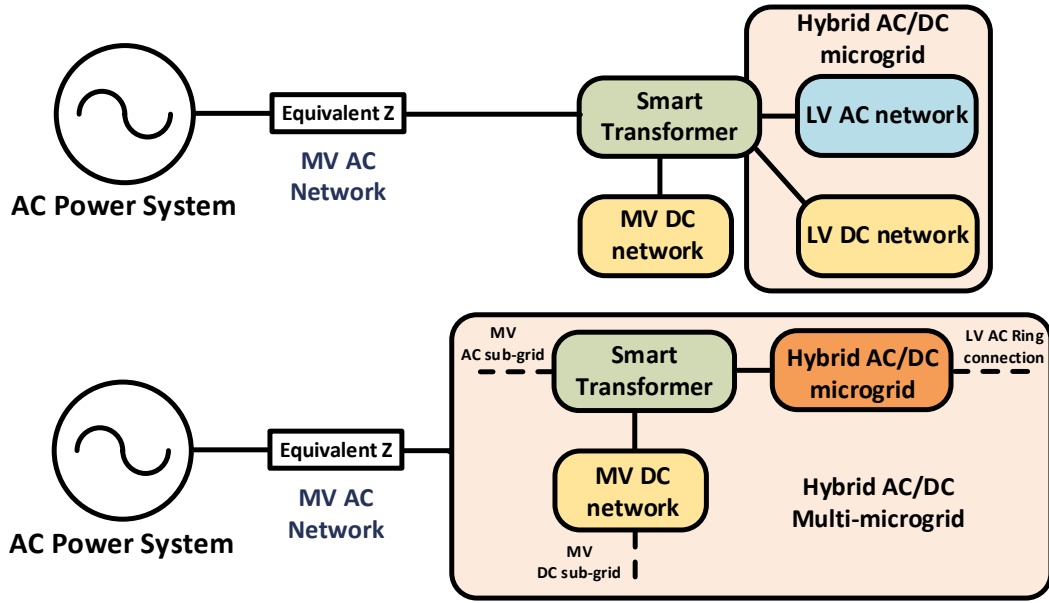 Hybrid AC/DC
microgrid
Equivalent Z
Smart
Transformer
LV AC network
MV AC
Network
AC Power System
MV DC
network
LV DC network
MV
AC sub-grid
Smart
Transformer
Hybrid AC/DC
microgrid
LV AC Ring
connection
Equivalent Z
MV AC
Network
AC Power System
MV DC
network
Hybrid AC/DC
Multi-microgrid
MV
DC sub-grid